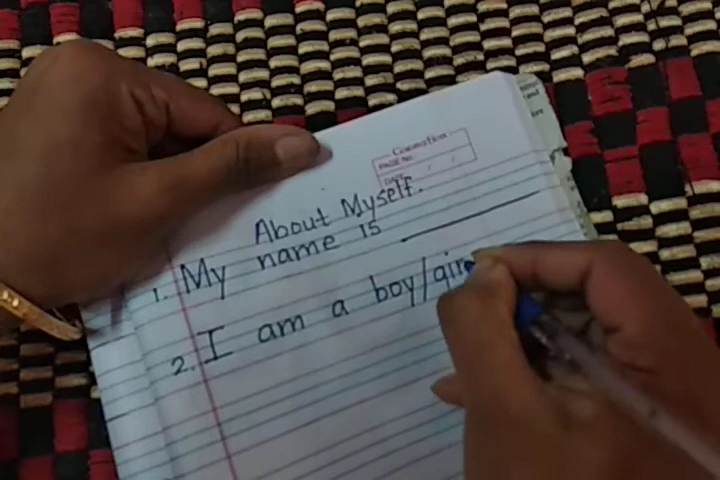 Coronation
PAGE No.
DATE
About Myself.
1. My name is
2. I am a boy/gir